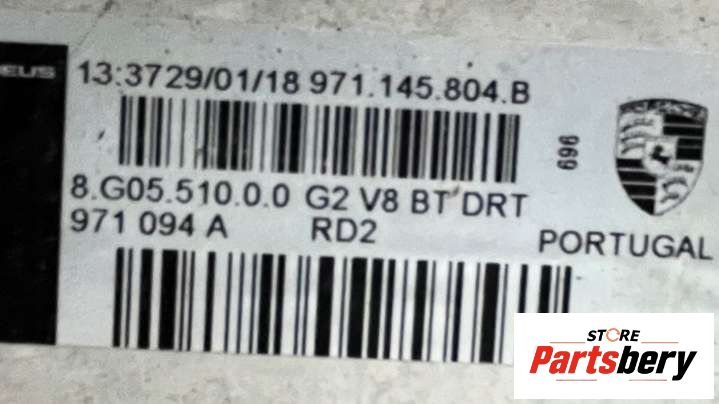 EUS
13:3729/01/18 971.145.804.B
696
8.G05.510.0.0 G2 V8 BT DRT
971 094 A RD2 PORTUGAL
STORE
Partsbery